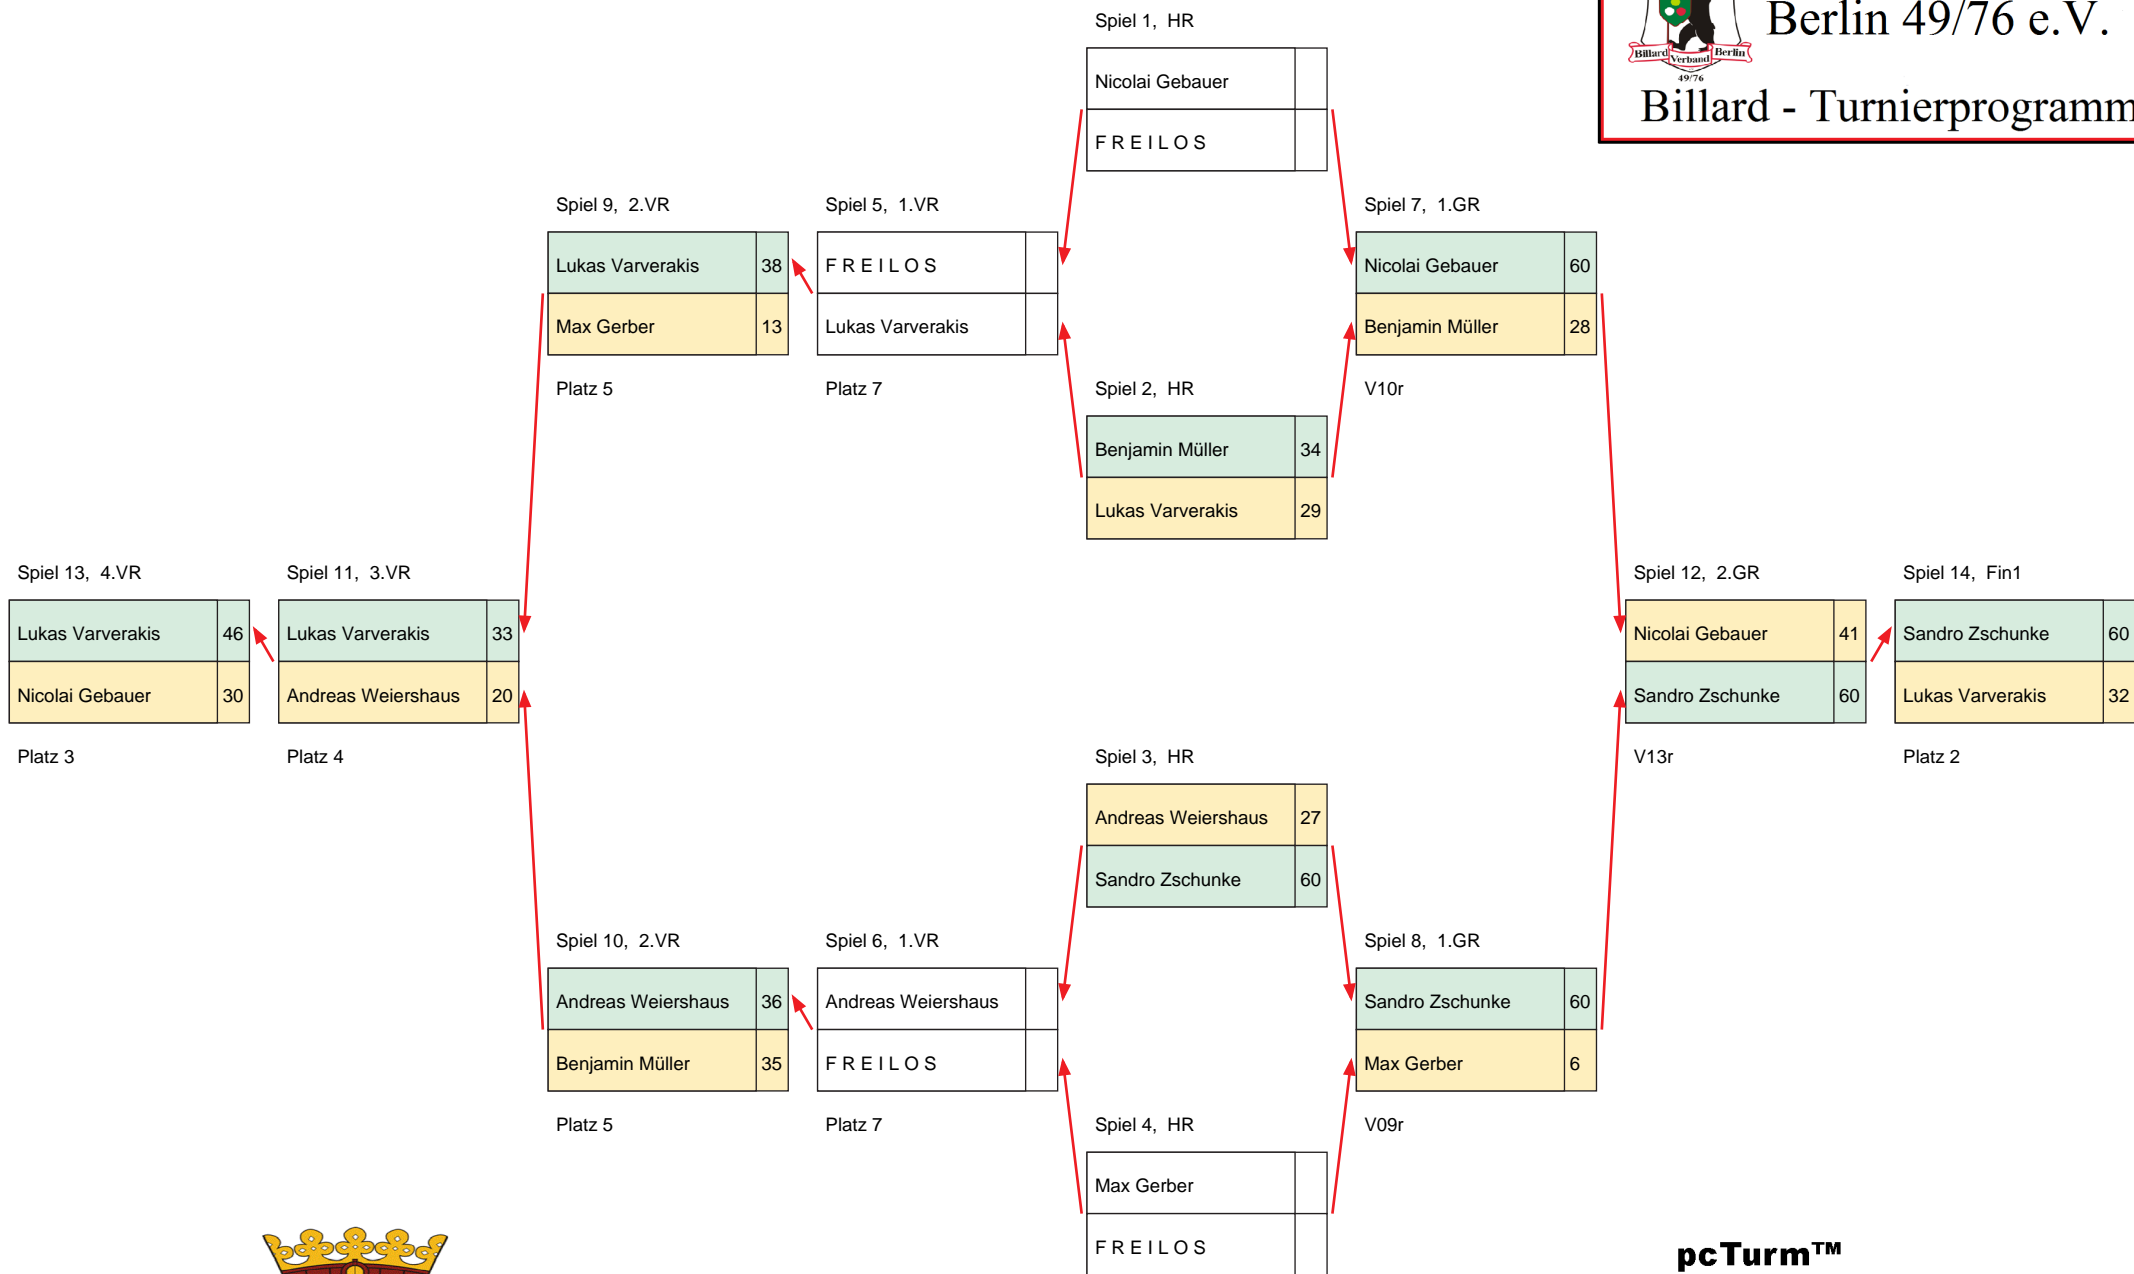 Berlin 49/76 e.V.
Billard Verband Berlin
49/76
Billard - Turnierprogramm
Spiel 1, HR
Nicolai Gebauer
F R E I L O S
Spiel 9, 2.VR
Lukas Varverakis 38
Max Gerber 13
Platz 5
Spiel 5, 1.VR
F R E I L O S
Lukas Varverakis
Platz 7
Spiel 7, 1.GR
Nicolai Gebauer 60
Benjamin Müller 28
V10r
Spiel 2, HR
Benjamin Müller 34
Lukas Varverakis 29
Spiel 13, 4.VR
Lukas Varverakis 46
Nicolai Gebauer 30
Platz 3
Spiel 11, 3.VR
Lukas Varverakis 33
Andreas Weiershaus 20
Platz 4
Spiel 12, 2.GR
Nicolai Gebauer 41
Sandro Zschunke 60
V13r
Spiel 14, Fin1
Sandro Zschunke 60
Lukas Varverakis 32
Platz 2
Spiel 3, HR
Andreas Weiershaus 27
Sandro Zschunke 60
Spiel 10, 2.VR
Andreas Weiershaus 36
Benjamin Müller 35
Platz 5
Spiel 6, 1.VR
Andreas Weiershaus
F R E I L O S
Platz 7
Spiel 8, 1.GR
Sandro Zschunke 60
Max Gerber 6
V09r
Spiel 4, HR
Max Gerber
F R E I L O S
pcTurm™